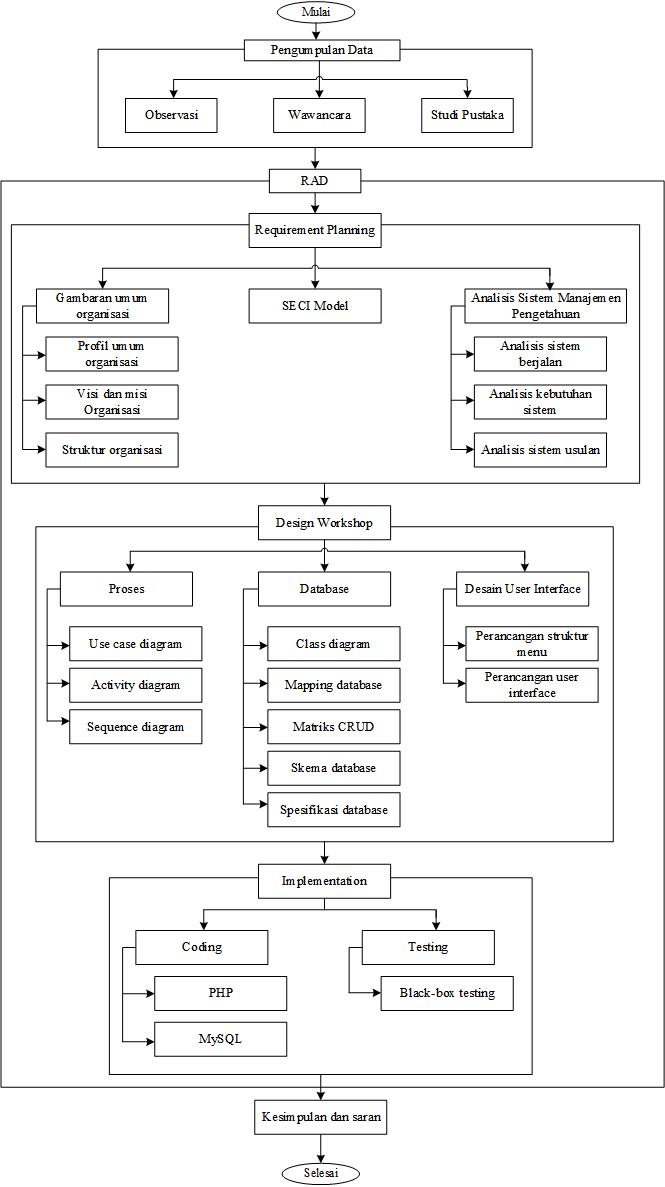 Mulai
Pengumpulan Data
Observasi
Wawancara
Studi Pustaka
RAD
Requirement Planning
Gambaran umum
organisasi
SECI Model
Analisis Sistem Manajemen
Pengetahuan
Profil umum
organisasi
Visi dan misi
Organisasi
Struktur organisasi
Analisis sistem
berjalan
Analisis kebutuhan
sistem
Analisis sistem usulan
Design Workshop
Proses
Database
Desain User Interface
Use case diagram
Activity diagram
Sequence diagram
Class diagram
Mapping database
Matriks CRUD
Skema database
Spesifikasi database
Perancangan struktur
menu
Perancangan user
interface
Implementation
Coding
Testing
PHP
MySQL
Black-box testing
Kesimpulan dan saran
Selesai